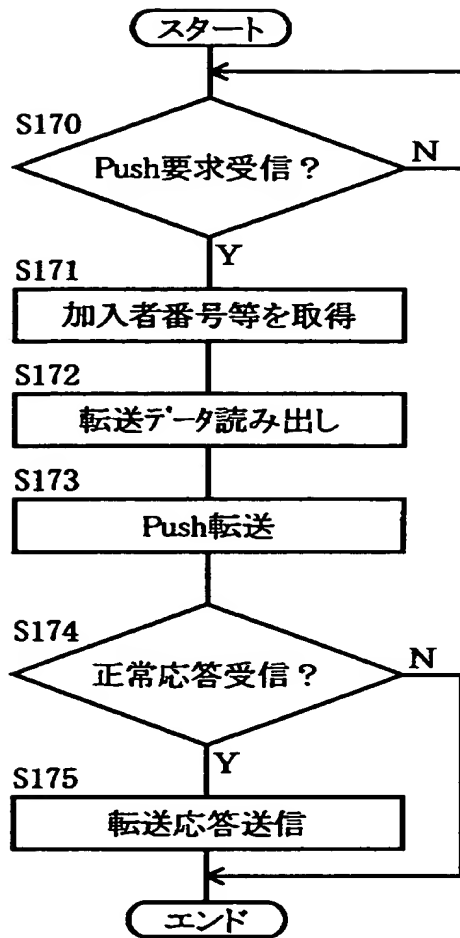 スタート
S170
Push要求受信？
N
Y
S171
加入者番号等を取得
S172
転送データ読み出し
S173
Push転送
S174
正常応答受信？
N
Y
S175
転送応答送信
エンド